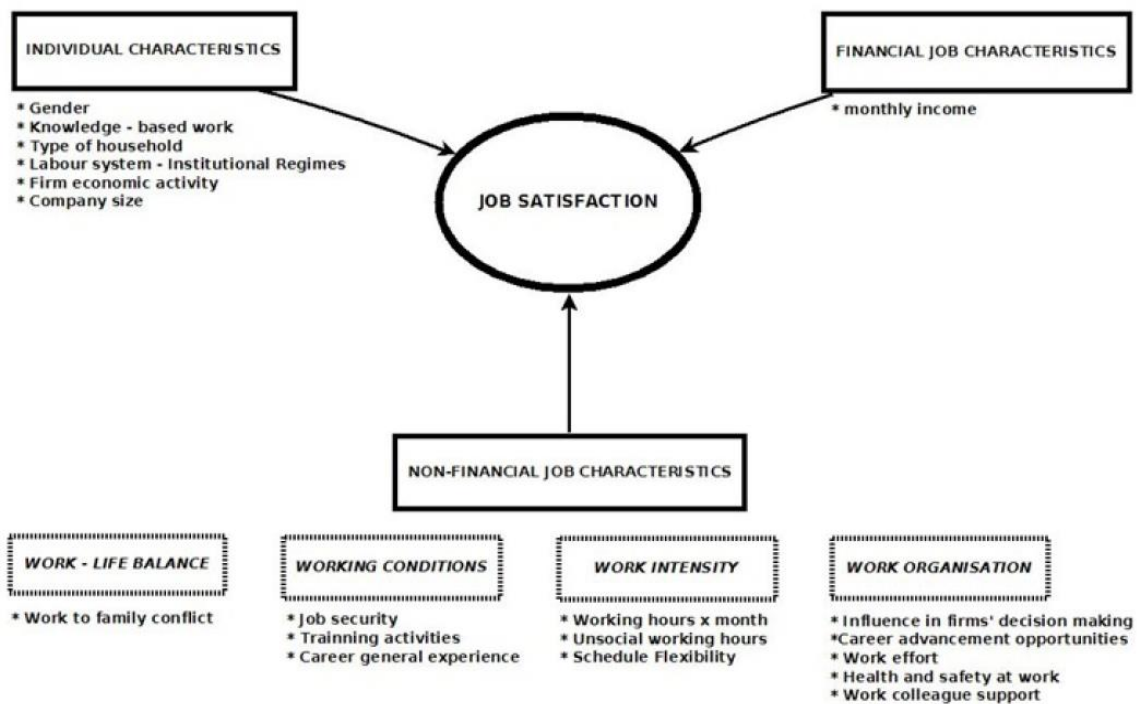 INDIVIDUAL CHARACTERISTICS
* Gender
* Knowledge - based work
* Type of household
* Labour system - Institutional Regimes
* Firm economic activity
* Company size
FINANCIAL JOB CHARACTERISTICS
* monthly income
JOB SATISFACTION
NON-FINANCIAL JOB CHARACTERISTICS
WORK - LIFE BALANCE
* Work to family conflict
WORKING CONDITIONS
* Job security
* Trainning activities
* Career general experience
WORK INTENSITY
* Working hours x month
* Unsocial working hours
* Schedule Flexibility
WORK ORGANISATION
* Influence in firms' decision making
*Career advancement opportunities
* Work effort
* Health and safety at work
* Work colleague support